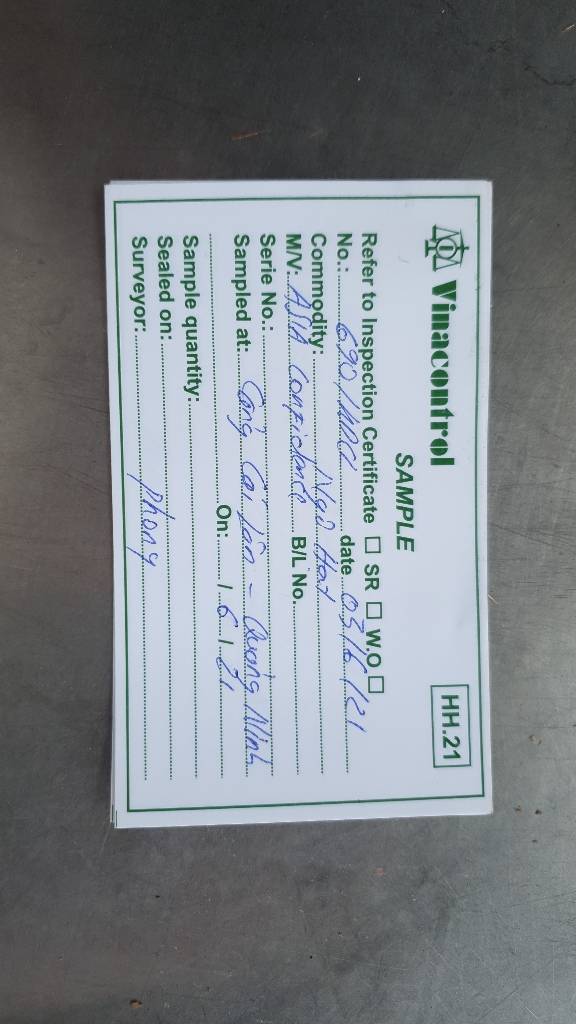 Vinacontrol
HH.21
SAMPLE
Refer to Inspection Certificate □ SR □ W.O □
No.: 690/ date 03/6/21
Commodity: Ngô Hạt
M/V: ASIA Confidence B/L No.
Serie No.:
Sampled at: Cảng Cái Lân - Quảng Ninh
On: / 6 / 21
Sample quantity:
Sealed on:
Surveyor: Phong